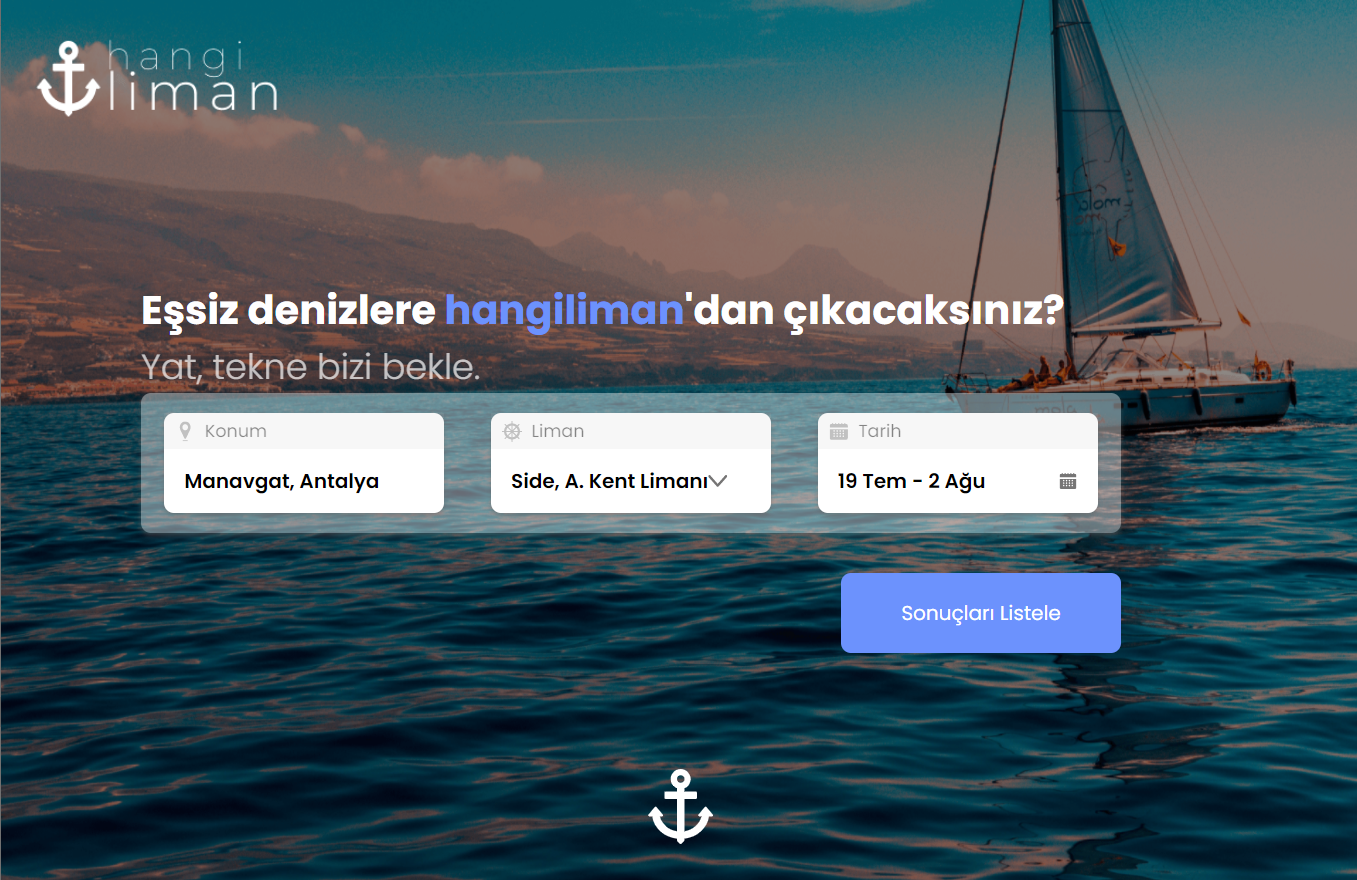 hangi
liman
Eşsiz denizlere hangiliman'dan çıkacaksınız?
Yat, tekne bizi bekle.
Konum
Liman
Tarih
Manavgat, Antalya
Side, A. Kent Limanı
19 Tem - 2 Ağu
Sonuçları Listele